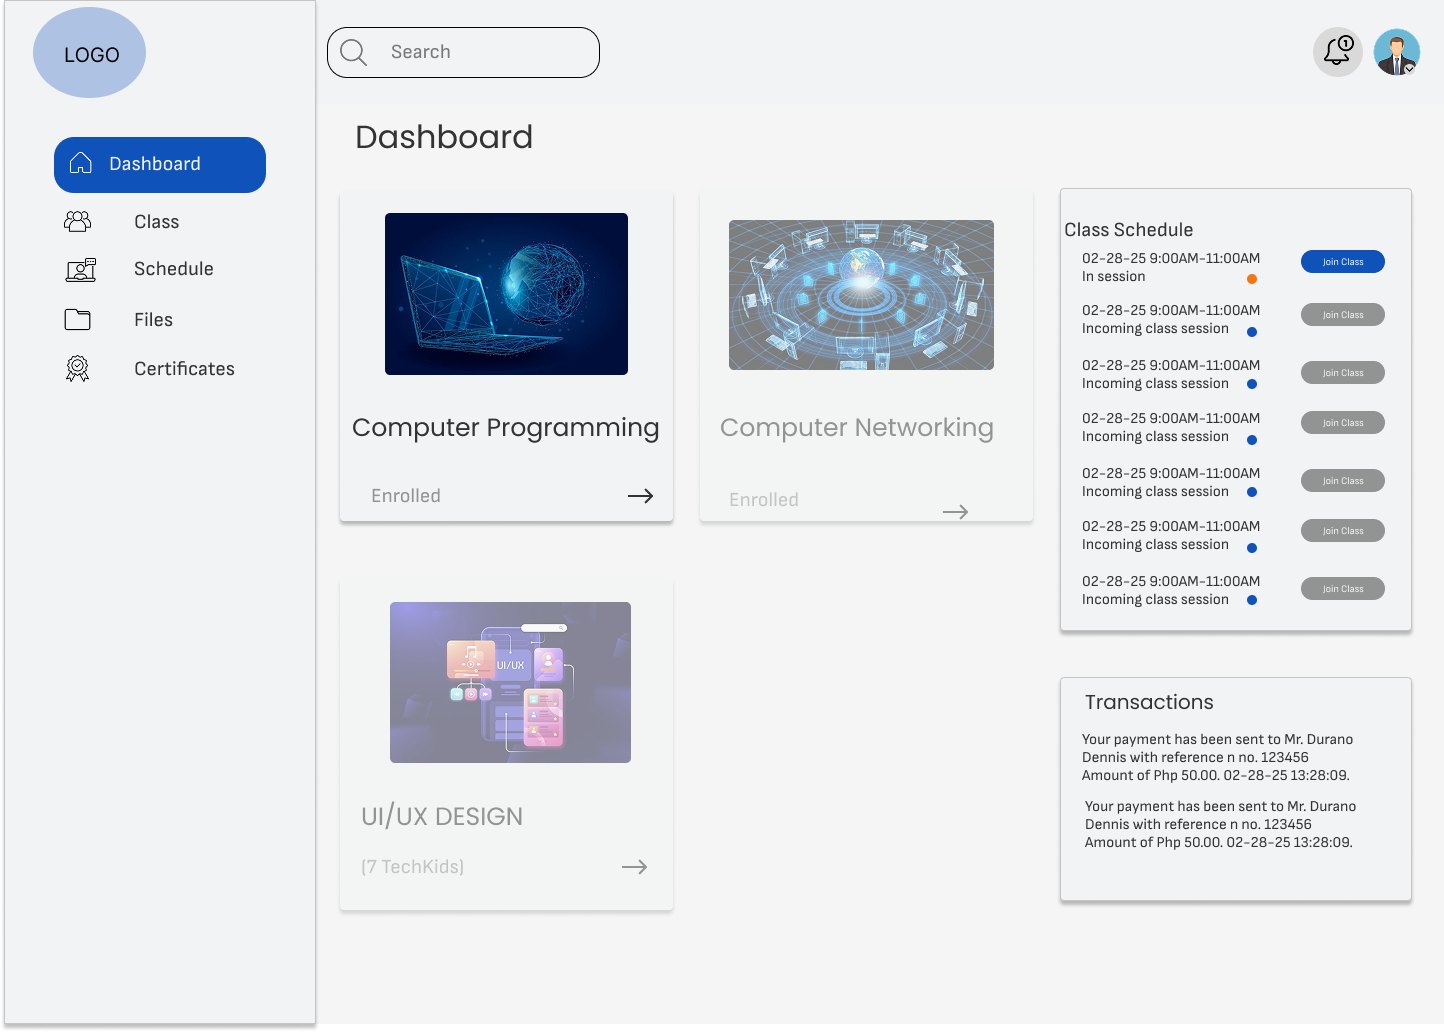 LOGO
Search
1
Dashboard
Class
Schedule
Files
Certificates
Dashboard
Computer Programming
Enrolled
Computer Networking
Enrolled
UI/UX
UI/UX DESIGN
(7 TechKids)
Class Schedule
02-28-25 9:00AM-11:00AM
In session
Join Class
02-28-25 9:00AM-11:00AM
Incoming class session
Join Class
02-28-25 9:00AM-11:00AM
Incoming class session
Join Class
02-28-25 9:00AM-11:00AM
Incoming class session
Join Class
02-28-25 9:00AM-11:00AM
Incoming class session
Join Class
02-28-25 9:00AM-11:00AM
Incoming class session
Join Class
02-28-25 9:00AM-11:00AM
Incoming class session
Join Class
Transactions
Your payment has been sent to Mr. Durano
Dennis with reference n no. 123456
Amount of Php 50.00. 02-28-25 13:28:09.
Your payment has been sent to Mr. Durano
Dennis with reference n no. 123456
Amount of Php 50.00. 02-28-25 13:28:09.